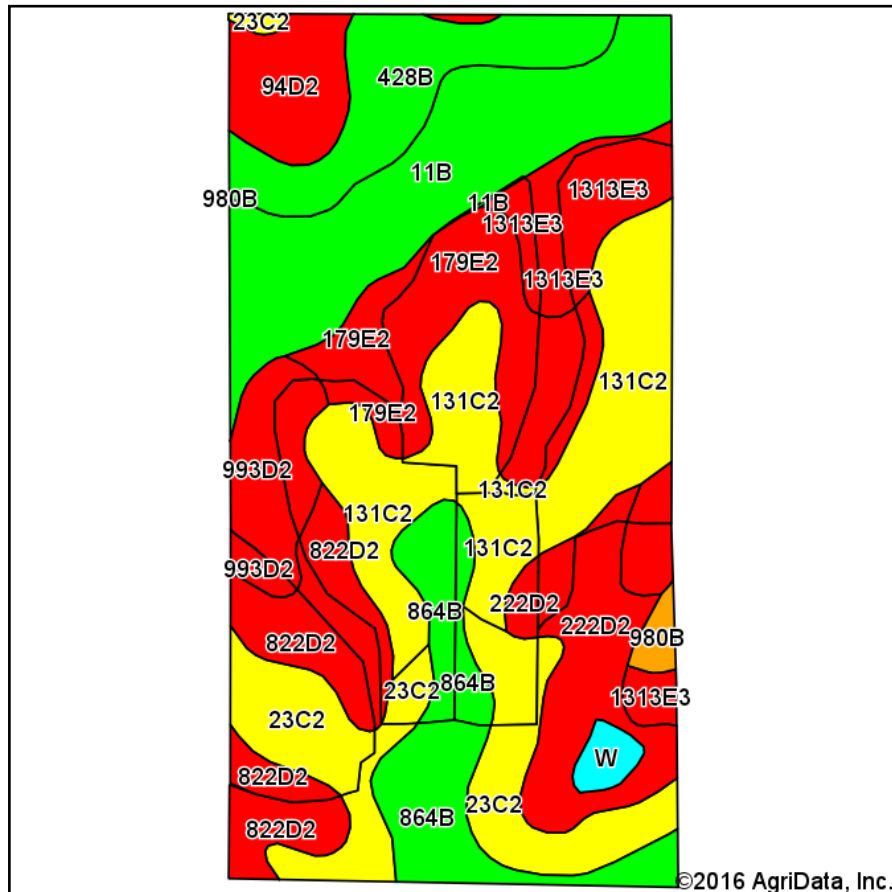 23C2
428B
94D2
11B
1313E3
980B
11B
1313E3
179E2
1313E3
179E2
131C2
131C2
179E2
993D2
131C2
131C2
822D2
131C2
993D2
222D2
864B
222D2
822D2
980B
864B
23C2
1313E3
23C2
W
822D2
23C2
864B
822D2
©2016 AgriData, Inc.